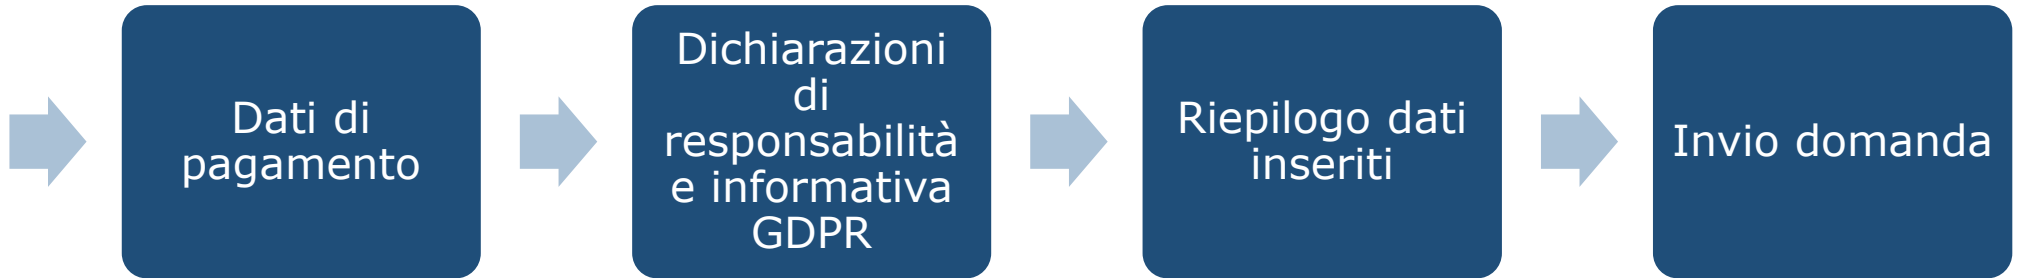 Dati di
pagamento
Dichiarazioni
di
responsabilità
e informativa
GDPR
Riepilogo dati
inseriti
Invio domanda